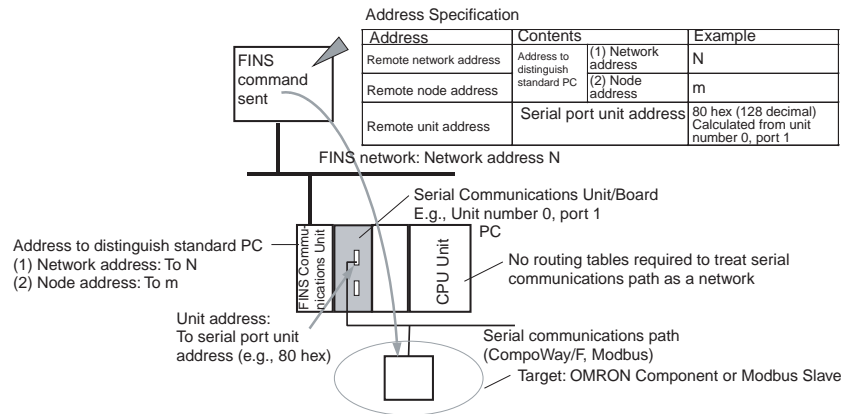 Address Specification
Address Contents Example
Remote network address Address to distinguish standard PC (1) Network address N
Remote node address (2) Node address m
Remote unit address Serial port unit address 80 hex (128 decimal) Calculated from unit number 0, port 1
FINS
command
sent
FINS network: Network address N
Serial Communications Unit/Board
E.g., Unit number 0, port 1
PC
Address to distinguish standard PC
(1) Network address: To N
(2) Node address: To m
FINS Commu-
nications Unit
CPU Unit
No routing tables required to treat serial
communications path as a network
Unit address:
To serial port unit
address (e.g., 80 hex)
Serial communications path
(CompoWay/F, Modbus)
Target: OMRON Component or Modbus Slave